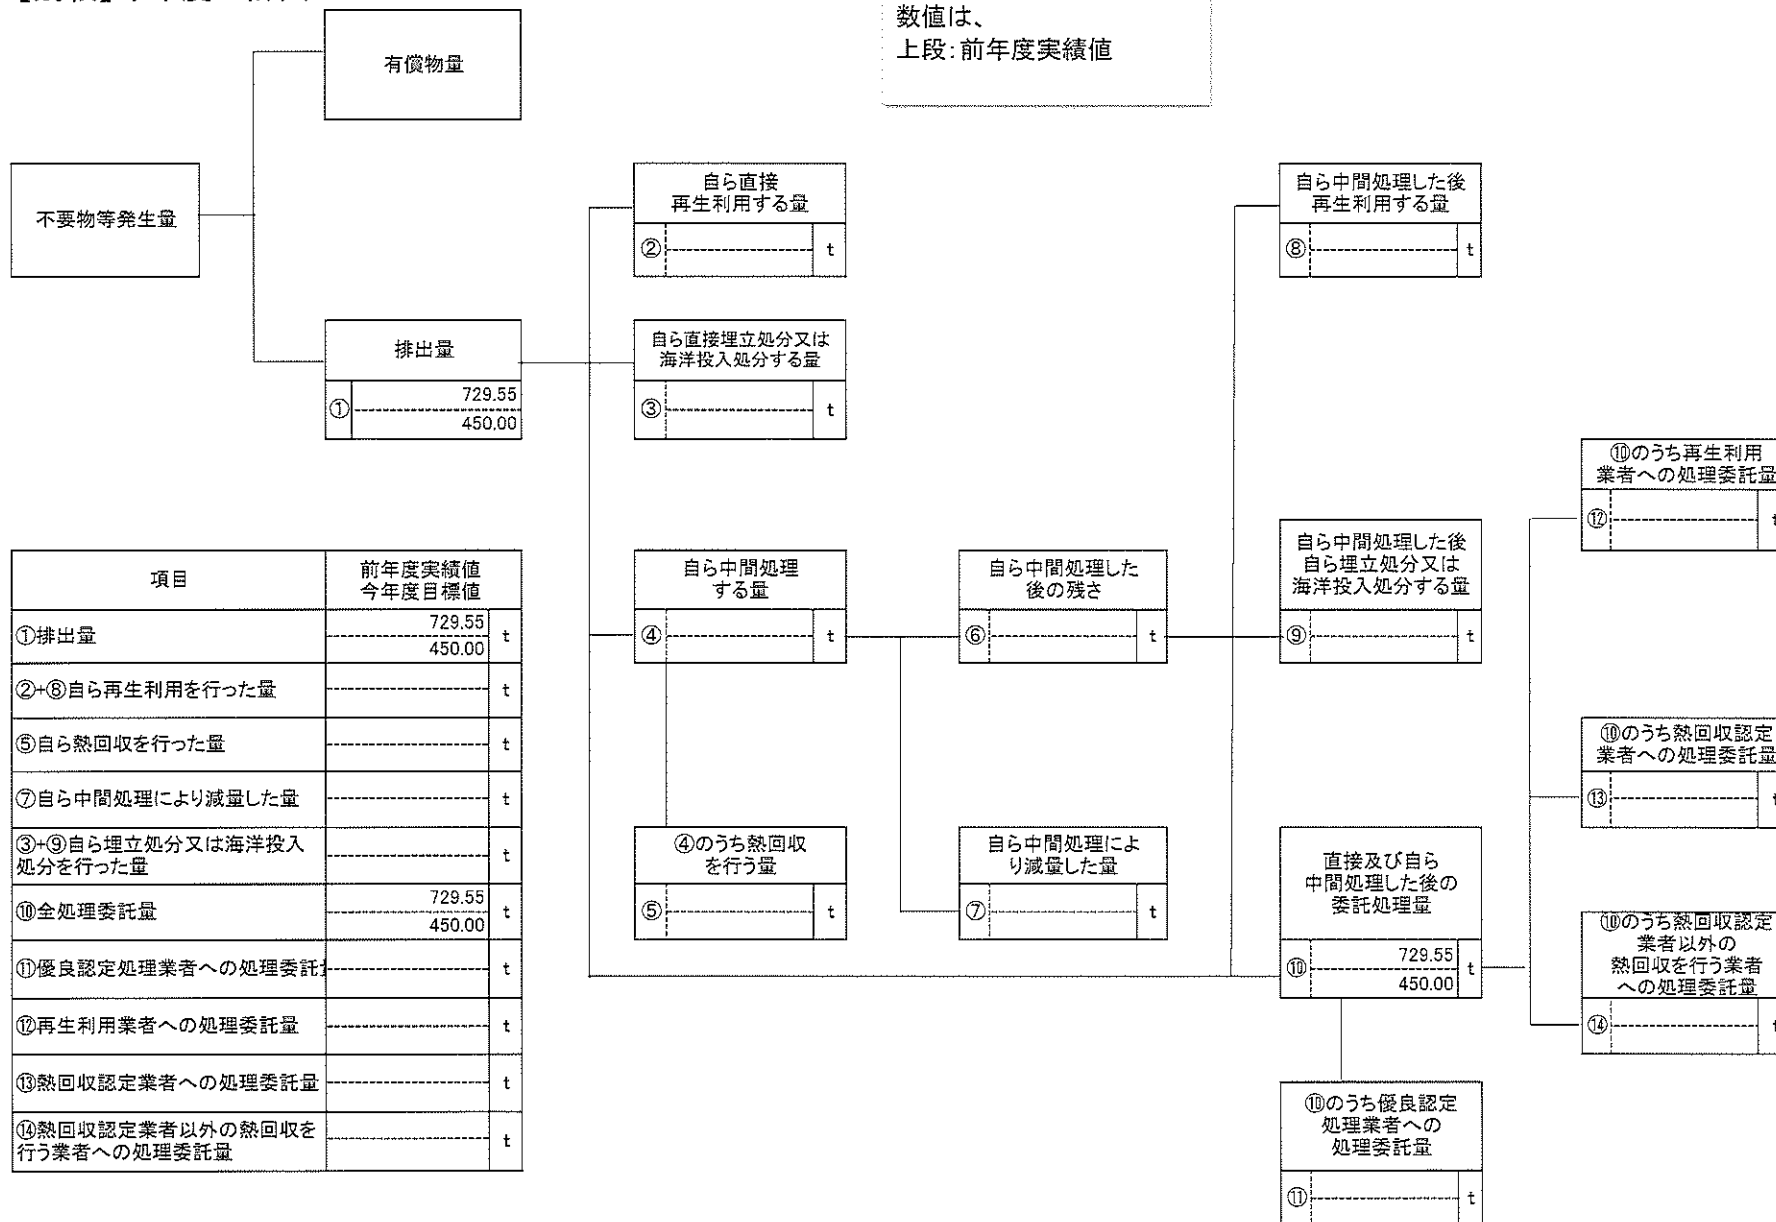 数値は、
上段:前年度実績値
有償物量
不要物等発生量
排出量
① 729.55
450.00
自ら直接
再生利用する量
② t
自ら直接埋立処分又は
海洋投入処分する量
③ t
自ら中間処理した後
再生利用する量
⑧ t
自ら中間処理
する量
④ t
自ら中間処理した
後の残さ
⑥ t
自ら中間処理した後
自ら埋立処分又は
海洋投入処分する量
⑨ t
④のうち熱回収
を行う量
⑤ t
自ら中間処理によ
り減量した量
⑦ t
直接及び自ら
中間処理した後の
委託処理量
⑩ 729.55 t
450.00
⑩のうち優良認定
処理業者への
処理委託量
⑪ t
⑩のうち再生利用
業者への処理委託量
⑫ t
⑩のうち熱回収認定
業者への処理委託量
⑬ t
⑩のうち熱回収認定
業者以外の
熱回収を行う業者
への処理委託量
⑭ t
項目 前年度実績値
今年度目標値
①排出量 729.55 t
450.00
②+⑧自ら再生利用を行った量 t
⑤自ら熱回収を行った量 t
⑦自ら中間処理により減量した量 t
③+⑨自ら埋立処分又は海洋投入
処分を行った量 t
⑩全処理委託量 729.55 t
450.00
⑪優良認定処理業者への処理委託 t
⑫再生利用業者への処理委託量 t
⑬熱回収認定業者への処理委託量 t
⑭熱回収認定業者以外の熱回収を
行う業者への処理委託量 t